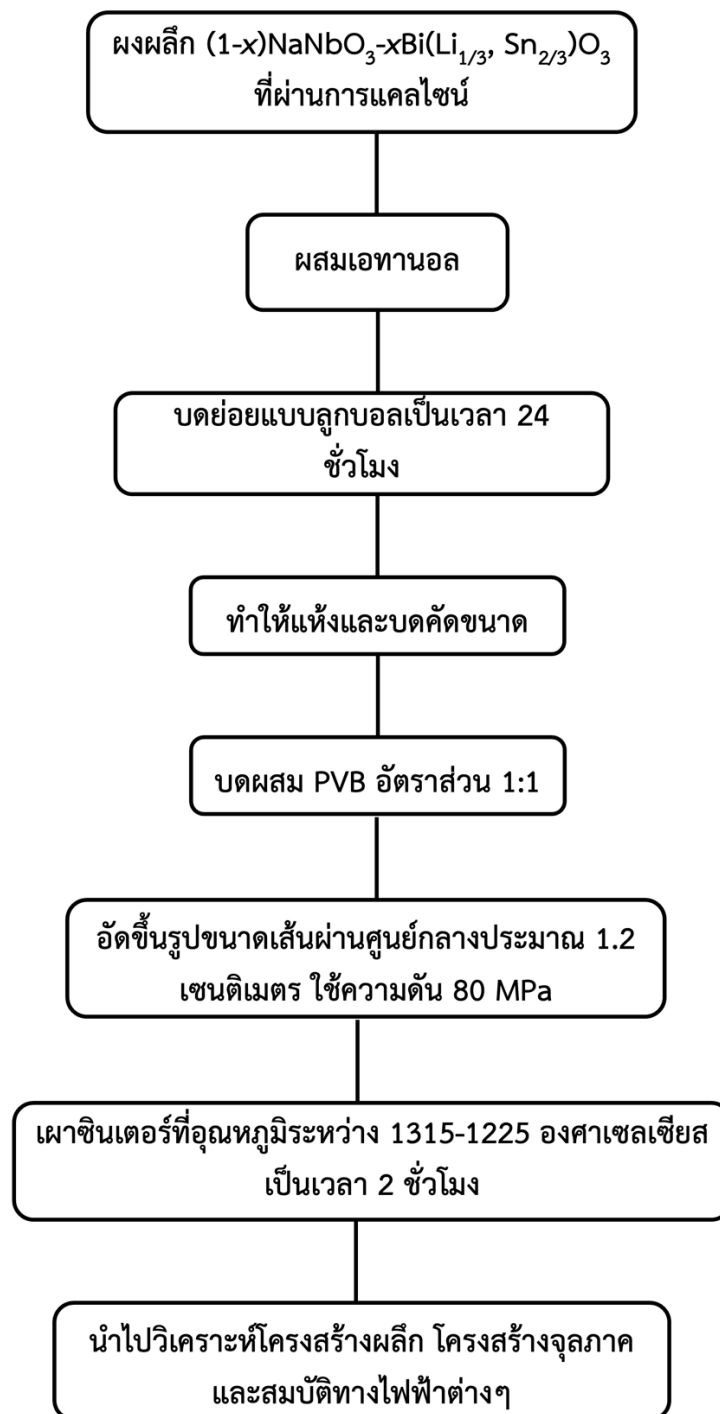 ผงผลึก (1-x)NaNbO₃-xBi(Li₁/₃, Sn₂/₃)O₃
ที่ผ่านการแคลไซน์
ผสมเอทานอล
บดย่อยแบบลูกบอลเป็นเวลา 24
ชั่วโมง
ทำให้แห้งและบดคัดขนาด
บดผสม PVB อัตราส่วน 1:1
อัดขึ้นรูปขนาดเส้นผ่านศูนย์กลางประมาณ 1.2
เซนติเมตร ใช้ความดัน 80 MPa
เผาซินเตอร์ที่อุณหภูมิระหว่าง 1315-1225 องศาเซลเซียส
เป็นเวลา 2 ชั่วโมง
นำไปวิเคราะห์โครงสร้างผลึก โครงสร้างจุลภาค
และสมบัติทางไฟฟ้าต่างๆ